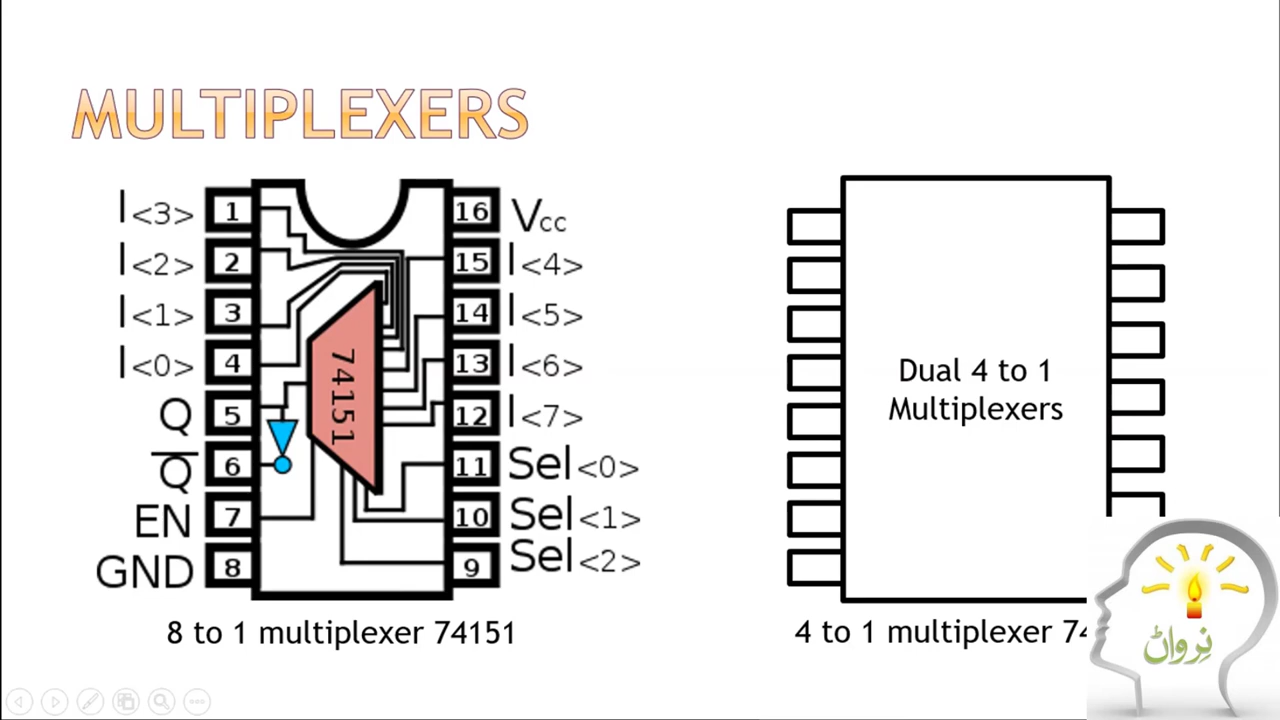 MULTIPLEXERS
I<3> 1 16 Vcc
I<2> 2 15 I<4>
I<1> 3 14 I<5>
I<0> 4 13 I<6>
Q 5 12 I<7>
Q̅ 6 11 Sel<0>
EN 7 10 Sel<1>
GND 8 9 Sel<2>
74151
8 to 1 multiplexer 74151
Dual 4 to 1
Multiplexers
4 to 1 multiplexer
نِروان